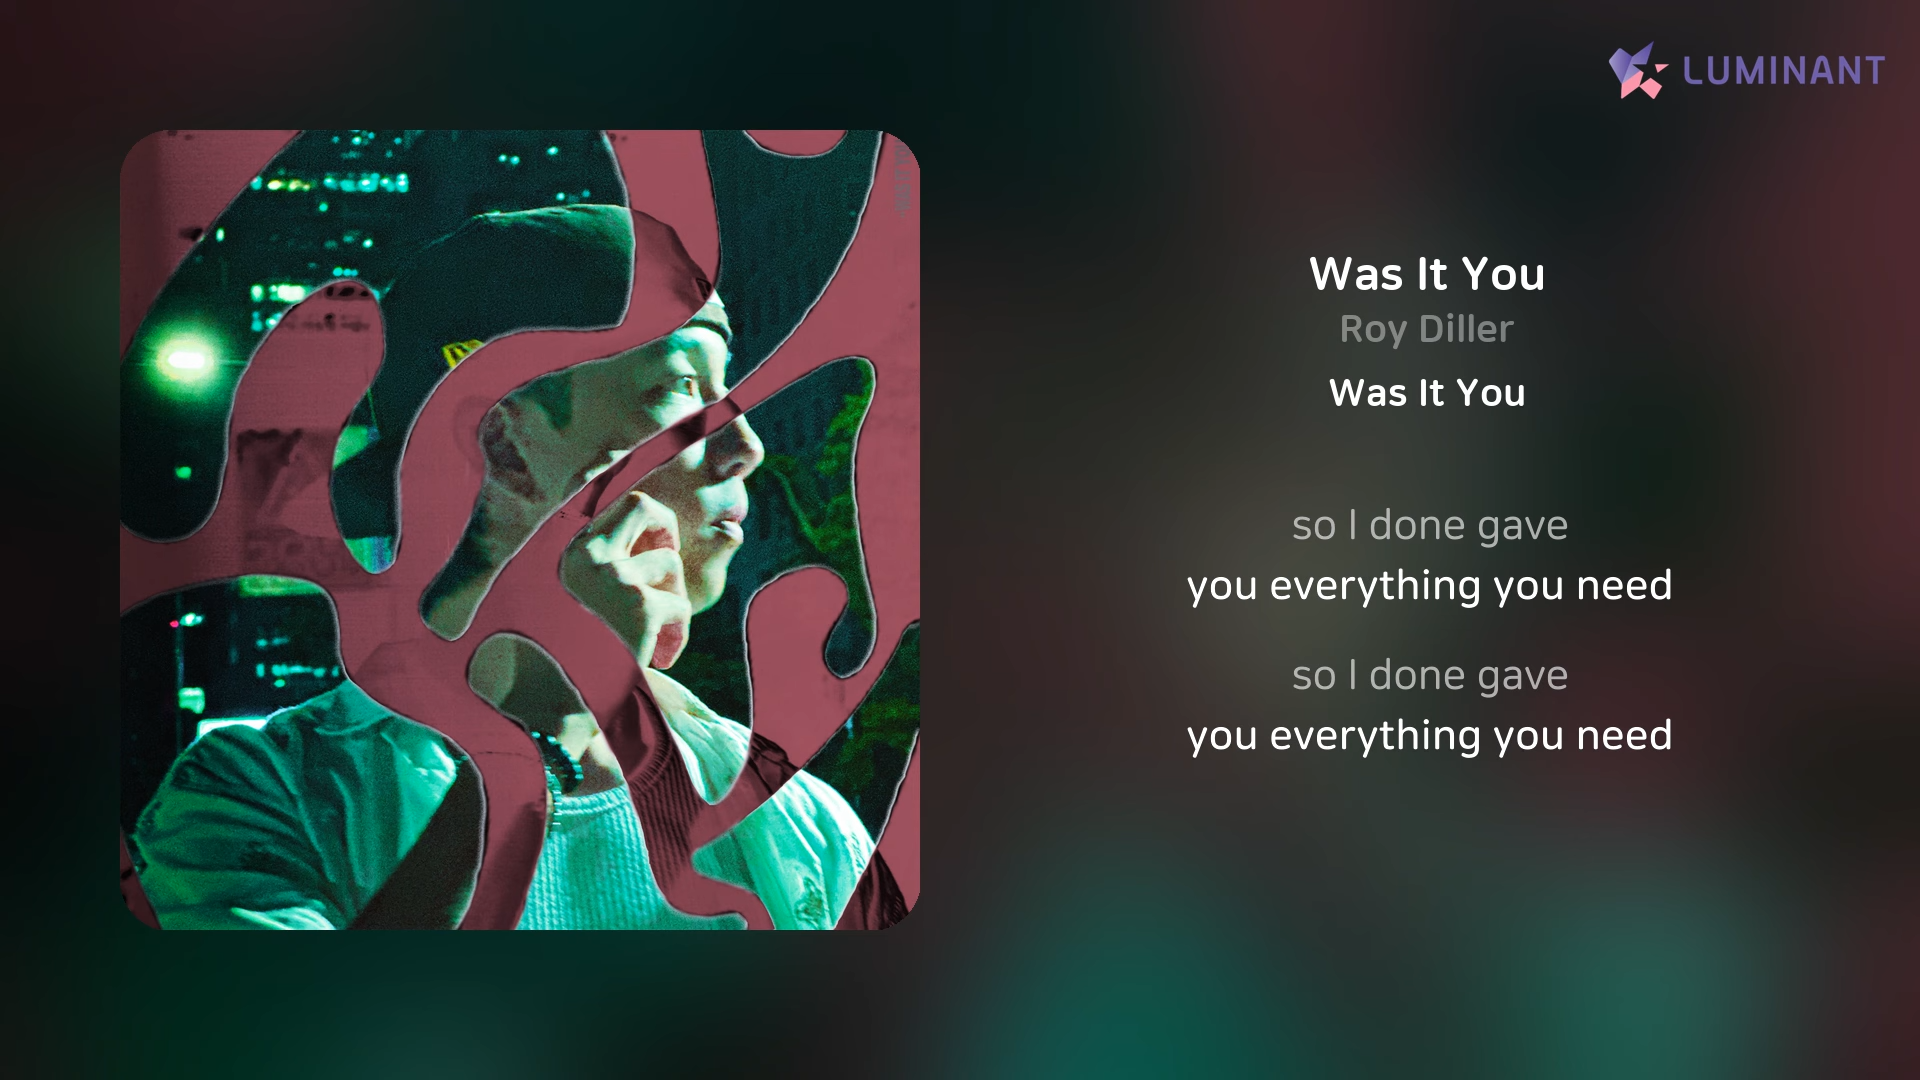 LUMINANT
Was It You
Roy Diller
Was It You
so I done gave
you everything you need
so I done gave
you everything you need